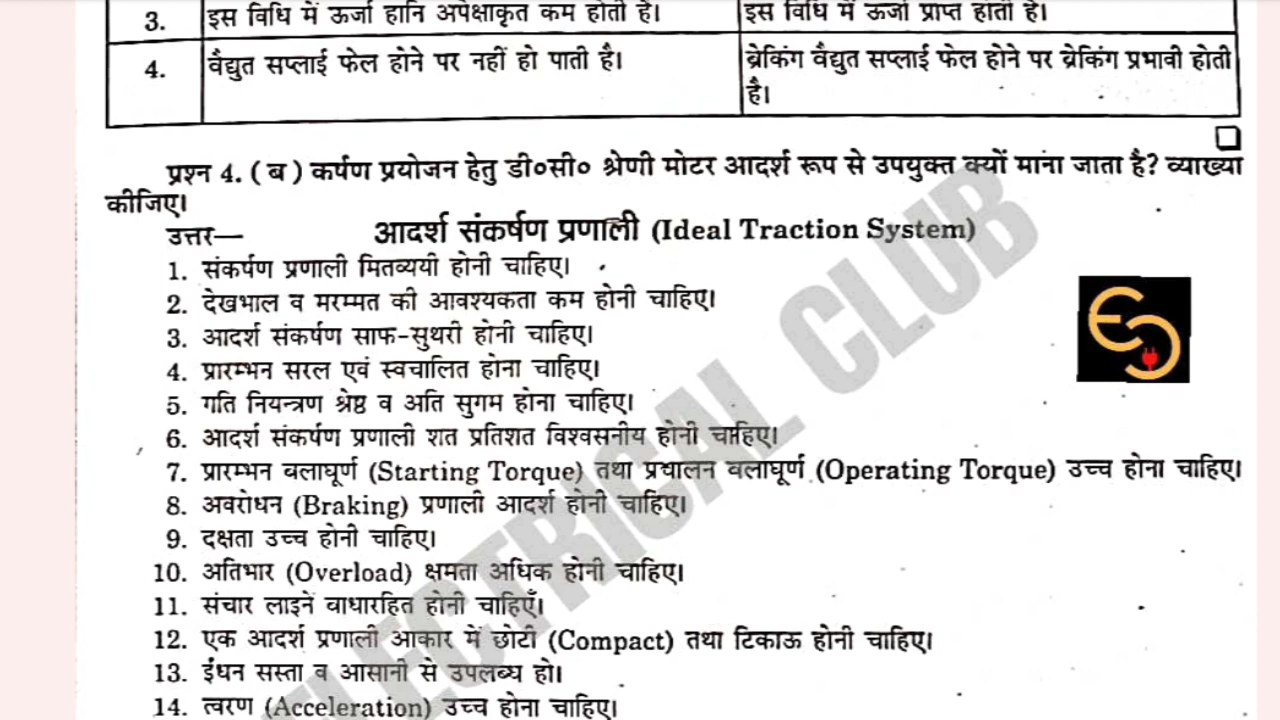 3. इस विधि में ऊर्जा हानि अपेक्षाकृत कम होती है। इस विधि में ऊर्जा प्राप्त होती है।
4. वैद्युत सप्लाई फेल होने पर नहीं हो पाती है। ब्रेकिंग वैद्युत सप्लाई फेल होने पर ब्रेकिंग प्रभावी होती
है।
प्रश्न 4. (ब) कर्षण प्रयोजन हेतु डी०सी० श्रेणी मोटर आदर्श रूप से उपयुक्त क्यों माना जाता है? व्याख्या
कीजिए।
उत्तर— आदर्श संकर्षण प्रणाली (Ideal Traction System)
1. संकर्षण प्रणाली मितव्ययी होनी चाहिए।
2. देखभाल व मरम्मत की आवश्यकता कम होनी चाहिए।
3. आदर्श संकर्षण साफ-सुथरी होनी चाहिए।
4. प्रारम्भन सरल एवं स्वचालित होना चाहिए।
5. गति नियन्त्रण श्रेष्ठ व अति सुगम होना चाहिए।
6. आदर्श संकर्षण प्रणाली शत प्रतिशत विश्वसनीय होनी चाहिए।
7. प्रारम्भन बलाघूर्ण (Starting Torque) तथा प्रचालन बलाघूर्ण (Operating Torque) उच्च होना चाहिए।
8. अवरोधन (Braking) प्रणाली आदर्श होनी चाहिए।
9. दक्षता उच्च होनी चाहिए।
10. अतिभार (Overload) क्षमता अधिक होनी चाहिए।
11. संचार लाइनें बाधारहित होनी चाहिएँ।
12. एक आदर्श प्रणाली आकार में छोटी (Compact) तथा टिकाऊ होनी चाहिए।
13. ईंधन सस्ता व आसानी से उपलब्ध हो।
14. त्वरण (Acceleration) उच्च होना चाहिए।
ELECTRICAL CLUB
EC